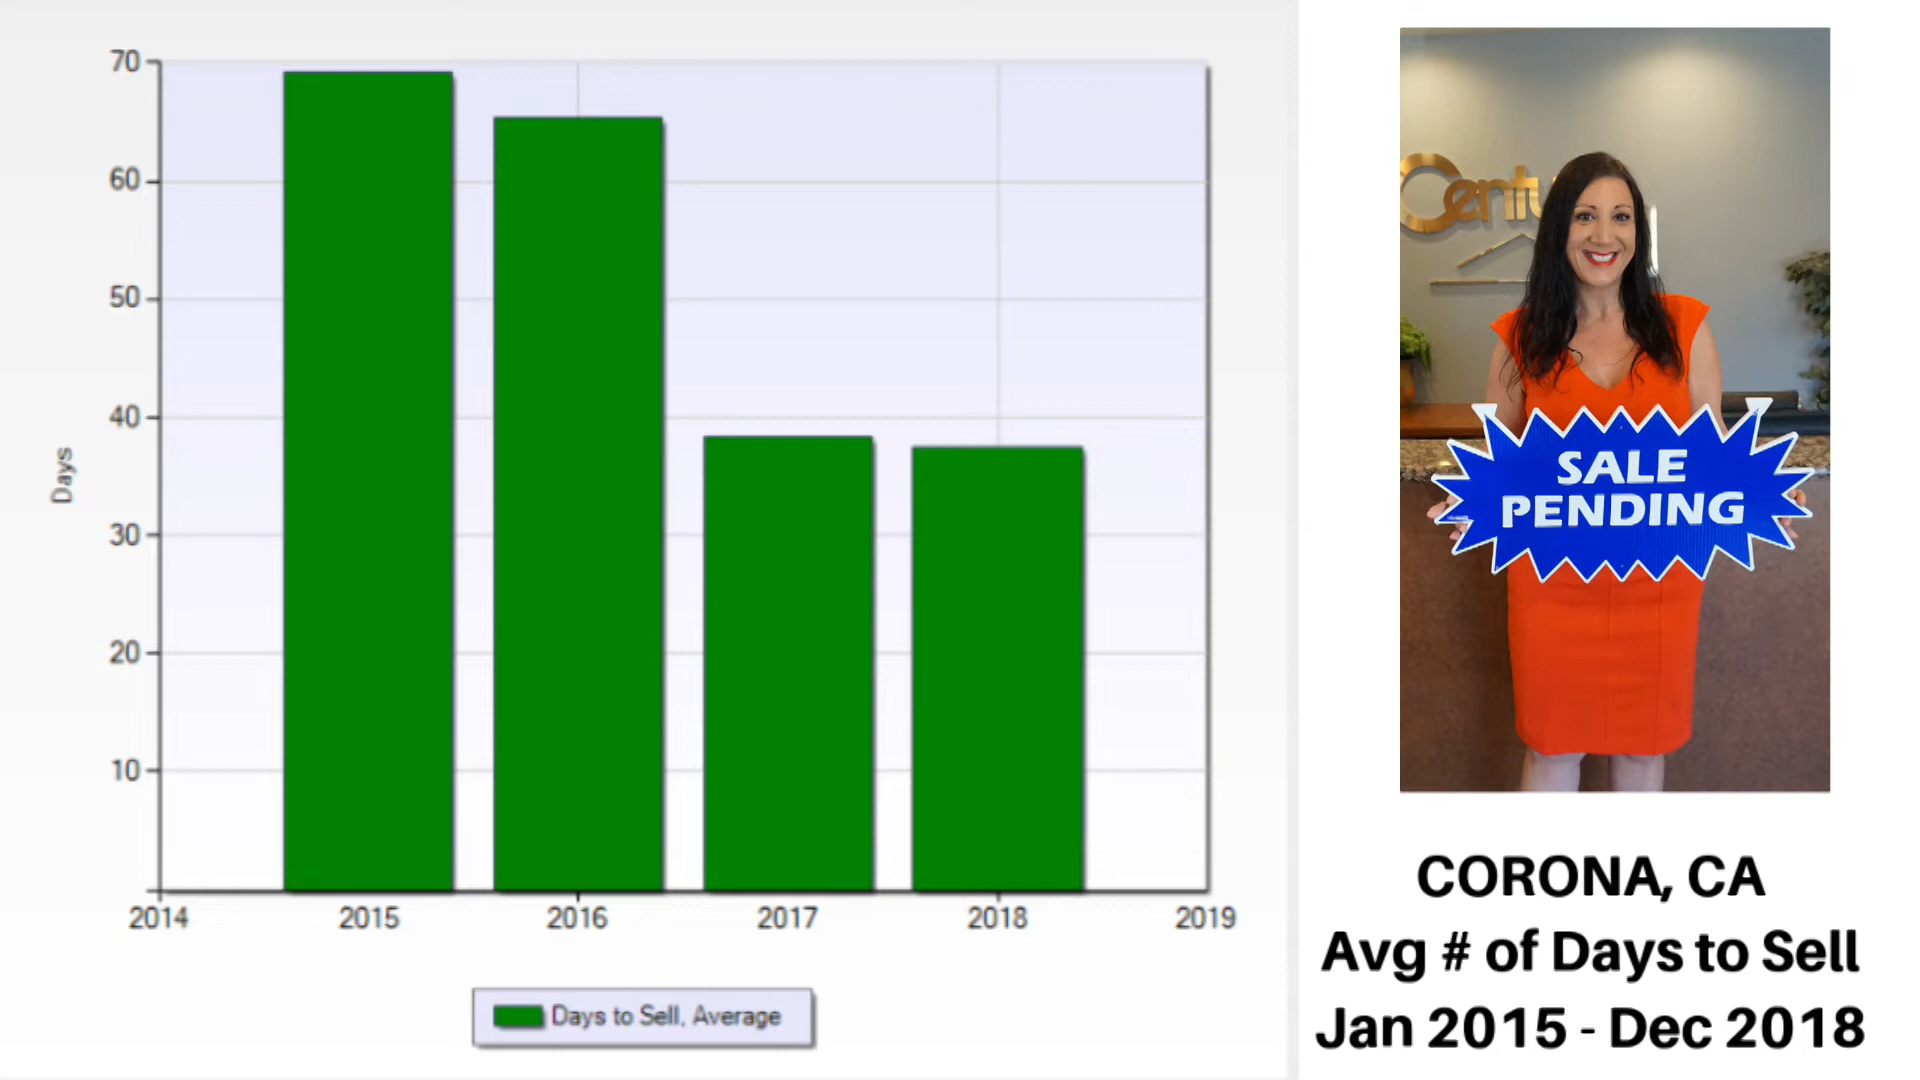 70
60
50
40
30
20
10
Days
2014 2015 2016 2017 2018 2019
Days to Sell, Average
SALE
PENDING
CORONA, CA
Avg # of Days to Sell
Jan 2015 - Dec 2018